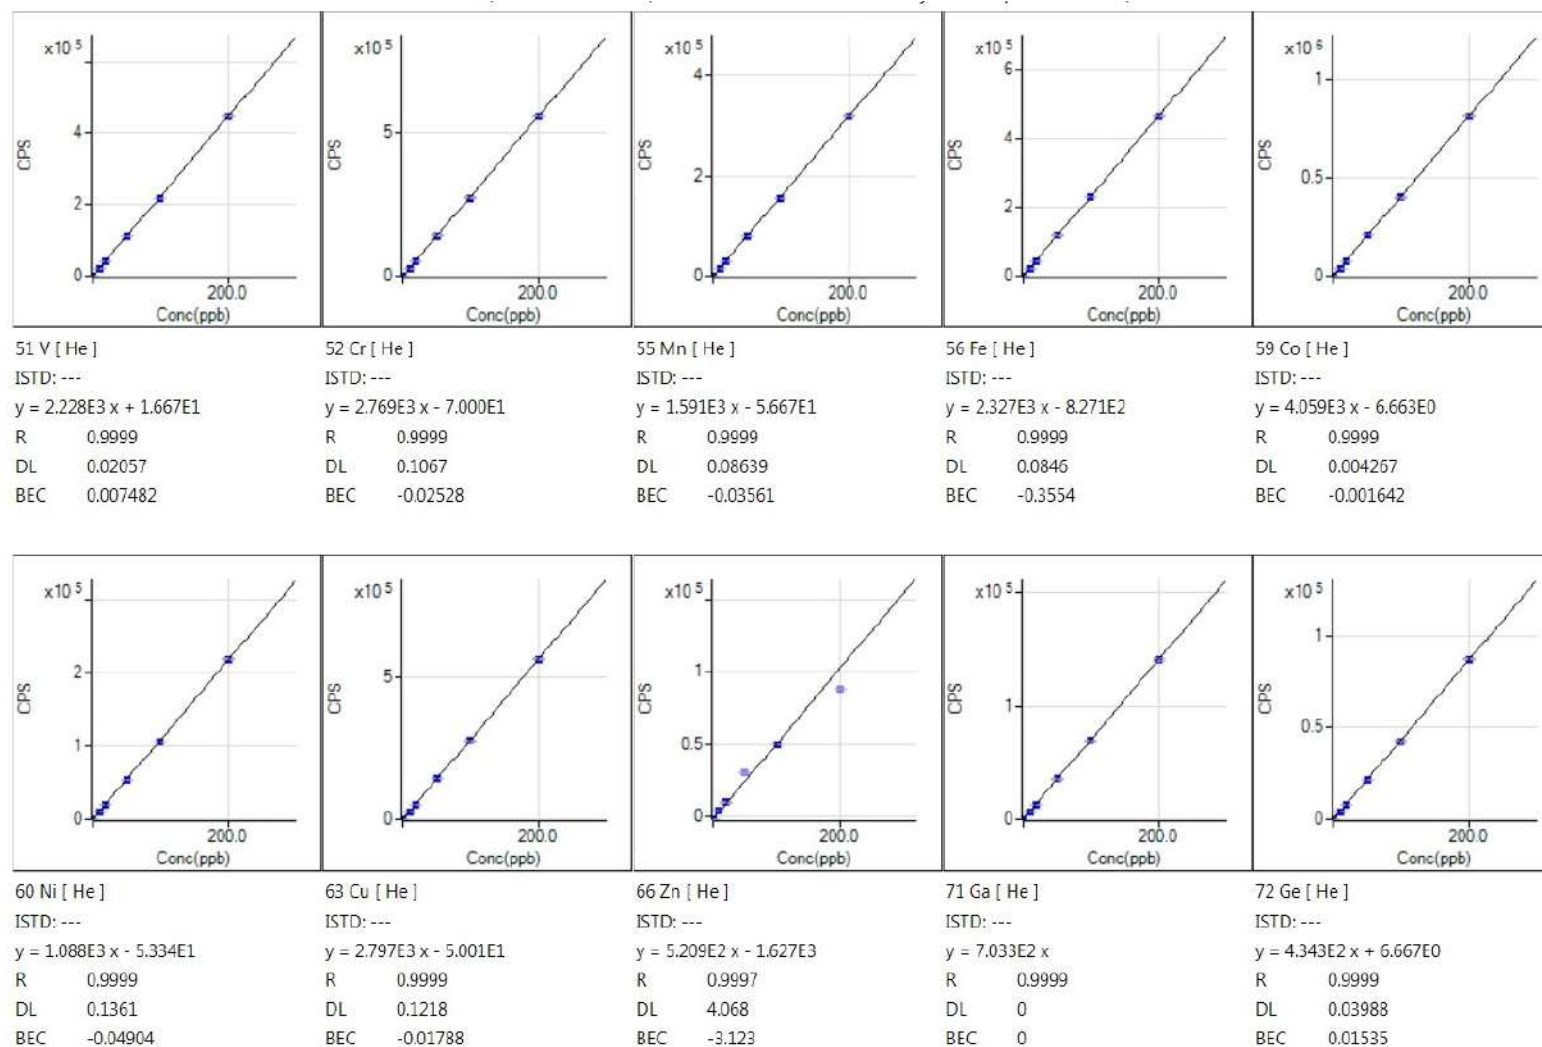 x10 5
4
2
0
CPS
200.0
Conc(ppb)
x10 5
5
0
CPS
200.0
Conc(ppb)
x10 5
4
2
0
CPS
200.0
Conc(ppb)
x10 5
6
4
2
0
CPS
200.0
Conc(ppb)
x10 6
1
0.5
0
CPS
200.0
Conc(ppb)
51 V [ He ]
ISTD: ---
y = 2.228E3 x + 1.667E1
R 0.9999
DL 0.02057
BEC 0.007482
52 Cr [ He ]
ISTD: ---
y = 2.769E3 x - 7.000E1
R 0.9999
DL 0.1067
BEC -0.02528
55 Mn [ He ]
ISTD: ---
y = 1.591E3 x - 5.667E1
R 0.9999
DL 0.08639
BEC -0.03561
56 Fe [ He ]
ISTD: ---
y = 2.327E3 x - 8.271E2
R 0.9999
DL 0.0846
BEC -0.3554
59 Co [ He ]
ISTD: ---
y = 4.059E3 x - 6.663E0
R 0.9999
DL 0.004267
BEC -0.001642
x10 5
2
1
0
CPS
200.0
Conc(ppb)
x10 5
5
0
CPS
200.0
Conc(ppb)
x10 5
1
0.5
0
CPS
200.0
Conc(ppb)
x10 5
1
0
CPS
200.0
Conc(ppb)
x10 5
1
0.5
0
CPS
200.0
Conc(ppb)
60 Ni [ He ]
ISTD: ---
y = 1.088E3 x - 5.334E1
R 0.9999
DL 0.1361
BEC -0.04904
63 Cu [ He ]
ISTD: ---
y = 2.797E3 x - 5.001E1
R 0.9999
DL 0.1218
BEC -0.01788
66 Zn [ He ]
ISTD: ---
y = 5.209E2 x - 1.627E3
R 0.9997
DL 4.068
BEC -3.123
71 Ga [ He ]
ISTD: ---
y = 7.033E2 x
R 0.9999
DL 0
BEC 0
72 Ge [ He ]
ISTD: ---
y = 4.343E2 x + 6.667E0
R 0.9999
DL 0.03988
BEC 0.01535